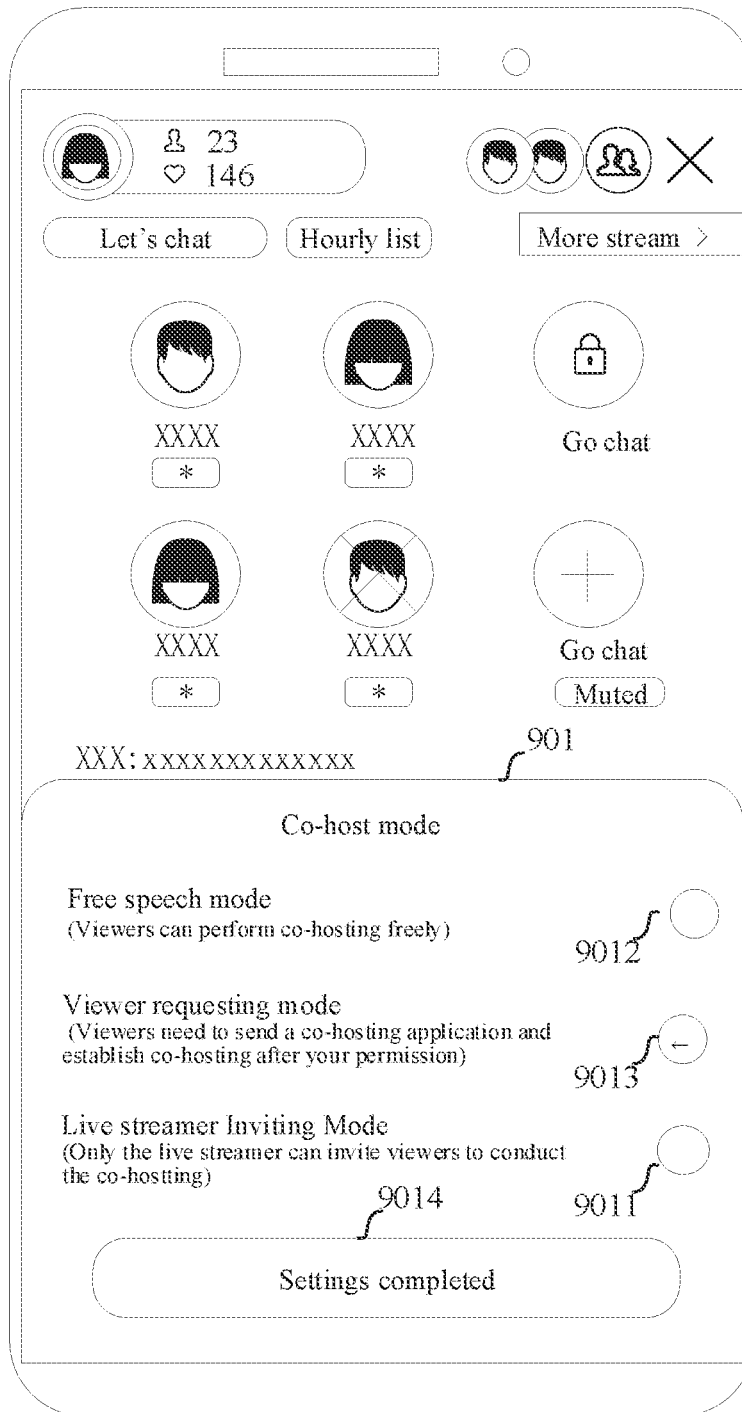 23
146
Let's chat
Hourly list
More stream >
XXXX
XXXX
Go chat
*
*
XXXX
XXXX
Go chat
*
*
Muted
XXX:xxxxxxxxxxxxx
901
Co-host mode
Free speech mode
(Viewers can perform co-hosting freely)
9012
Viewer requesting mode
(Viewers need to send a co-hosting application and
establish co-hosting after your permission)
9013
Live streamer Inviting Mode
(Only the live streamer can invite viewers to conduct
the co-hostting)
9011
9014
Settings completed